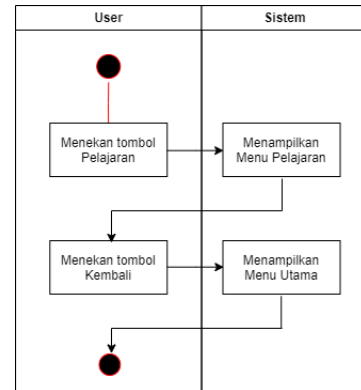 User
Sistem
Menekan tombol
Pelajaran
Menampilkan
Menu Pelajaran
Menekan tombol
Kembali
Menampilkan
Menu Utama